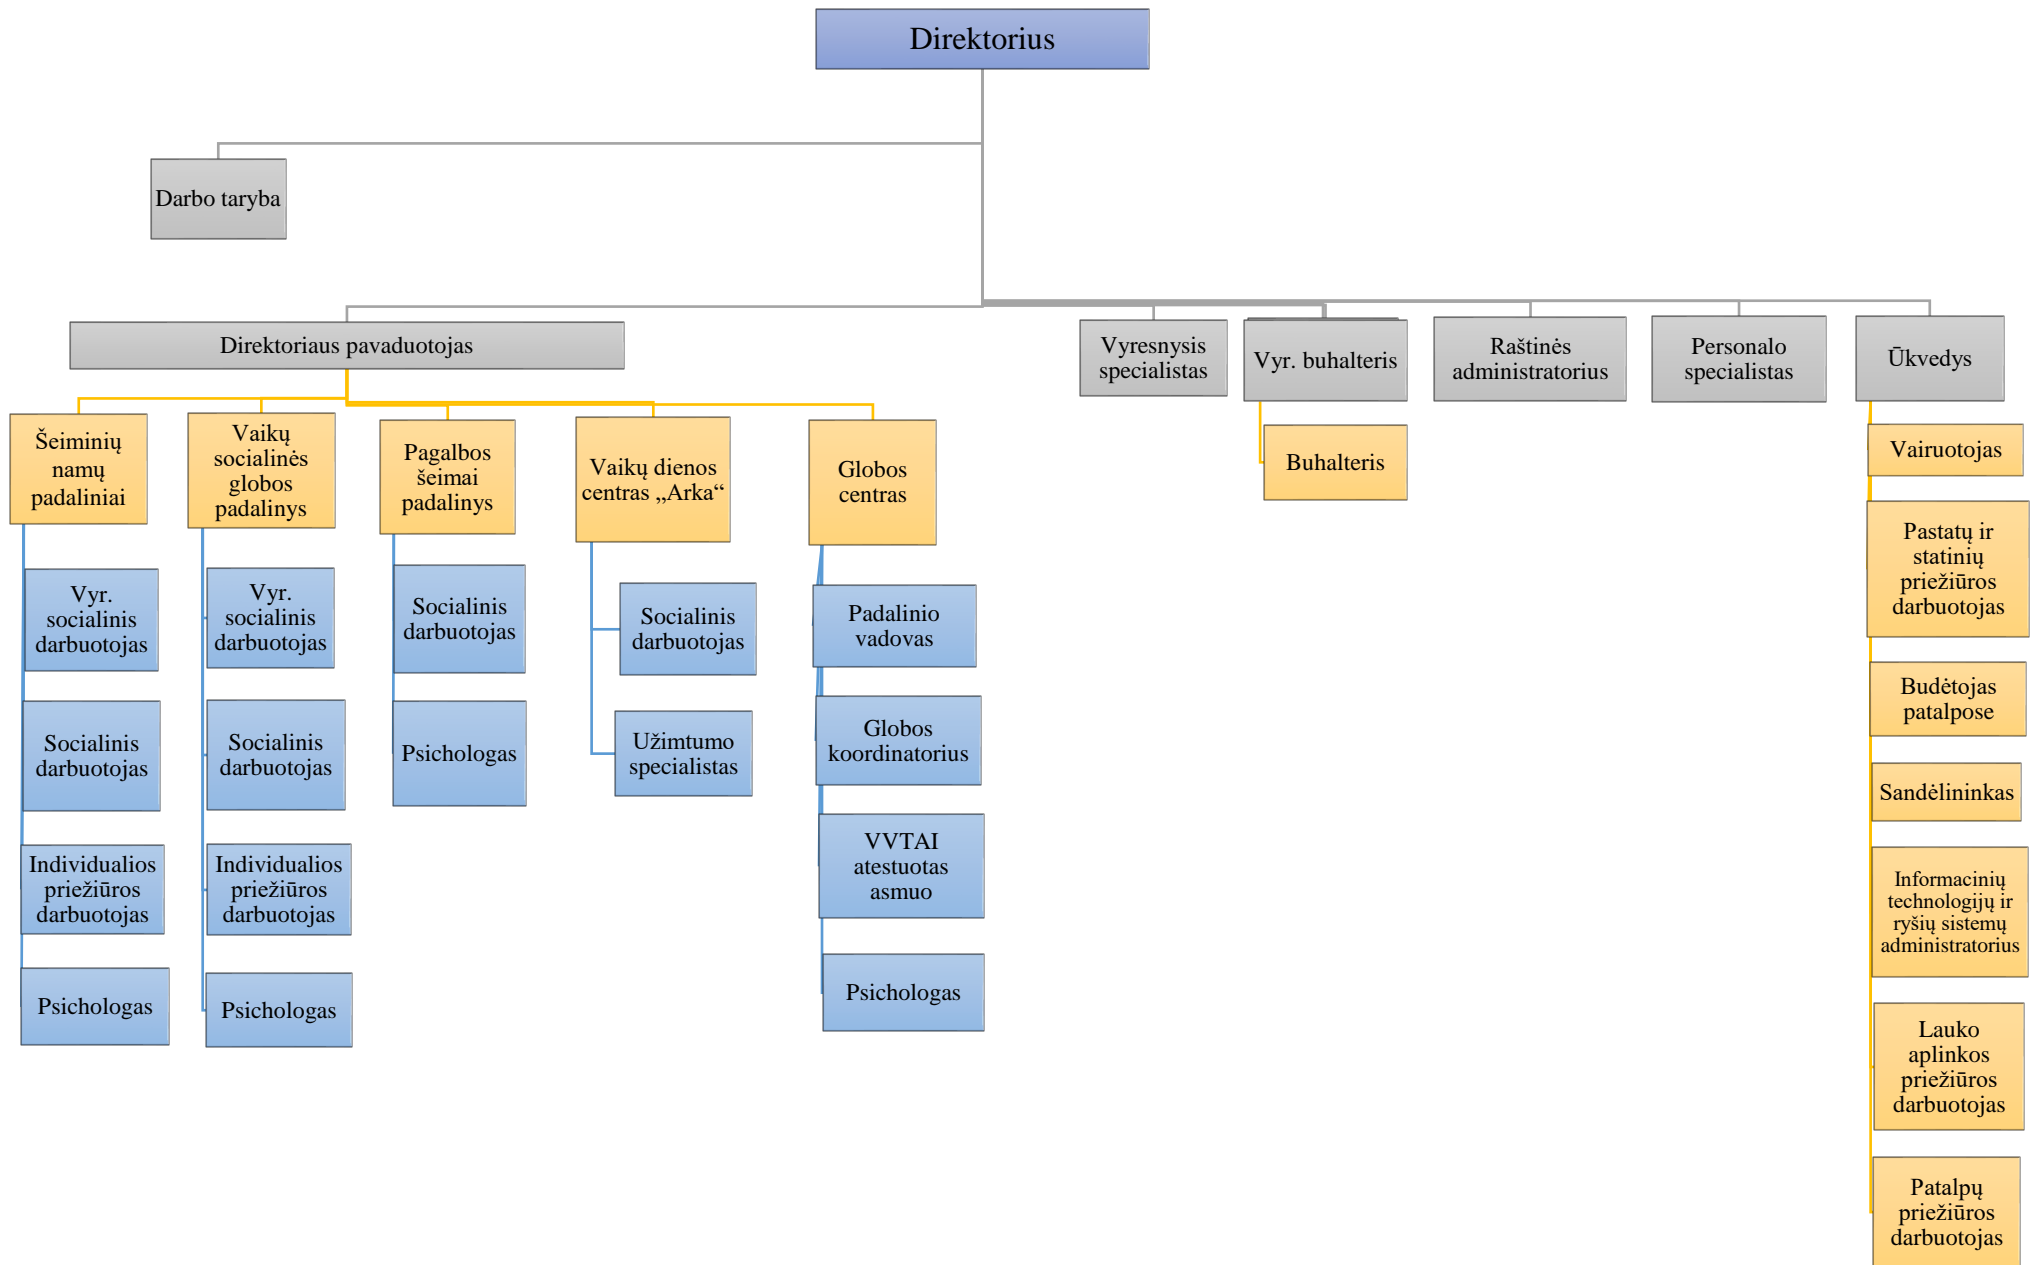 Direktorius
Darbo taryba
Direktoriaus pavaduotojas
Vyresnysis
specialistas
Vyr. buhalteris
Raštinės
administratorius
Personalo
specialistas
Ūkvedys
Šeiminių
namų
padaliniai
Vaikų
socialinės
globos
padalinys
Pagalbos
šeimai
padalinys
Vaikų dienos
centras „Arka“
Globos
centras
Buhalteris
Vyr.
socialinis
darbuotojas
Socialinis
darbuotojas
Individualios
priežiūros
darbuotojas
Psichologas
Vyr.
socialinis
darbuotojas
Socialinis
darbuotojas
Individualios
priežiūros
darbuotojas
Psichologas
Socialinis
darbuotojas
Psichologas
Socialinis
darbuotojas
Užimtumo
specialistas
Padalinio
vadovas
Globos
koordinatorius
VVTAI
atestuotas
asmuo
Psichologas
Vairuotojas
Pastatų ir
statinių
priežiūros
darbuotojas
Budėtojas
patalpose
Sandėlininkas
Informacinių
technologijų ir
ryšių sistemų
administratorius
Lauko
aplinkos
priežiūros
darbuotojas
Patalpų
priežiūros
darbuotojas